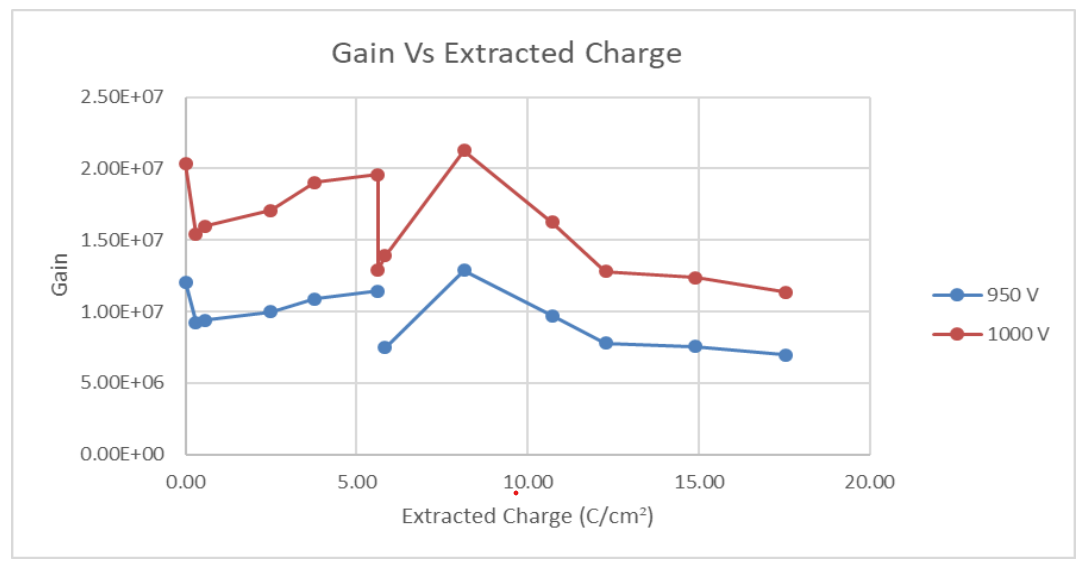 Gain Vs Extracted Charge
2.50E+07
2.00E+07
1.50E+07
1.00E+07
5.00E+06
0.00E+00
Gain
0.00 5.00 10.00 15.00 20.00
Extracted Charge (C/cm²)
950 V
1000 V